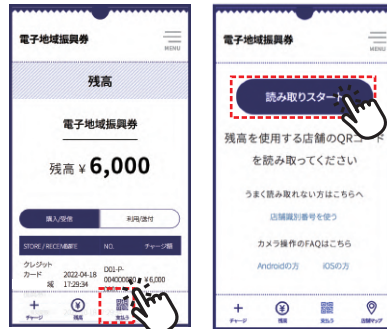 電子地域振興券
MENU
残高
電子地域振興券
残高 ¥ 6,000
購入/受信
利用/送付
NO.
チャージ額
クレジット
カード
域
2022-04-18
17:29:34
D01-P-
¥6,000
チャージ
残高
支払う
電子地域振興券
MENU
読み取りスタート
残高を使用する店舗のQRコード
を読み取ってください
うまく読み取れない方はこちらへ
店舗識別番号を使う
カメラ操作のFAQはこちら
Androidの方
iOSの方
チャージ
残高
支払う
店舗マップ